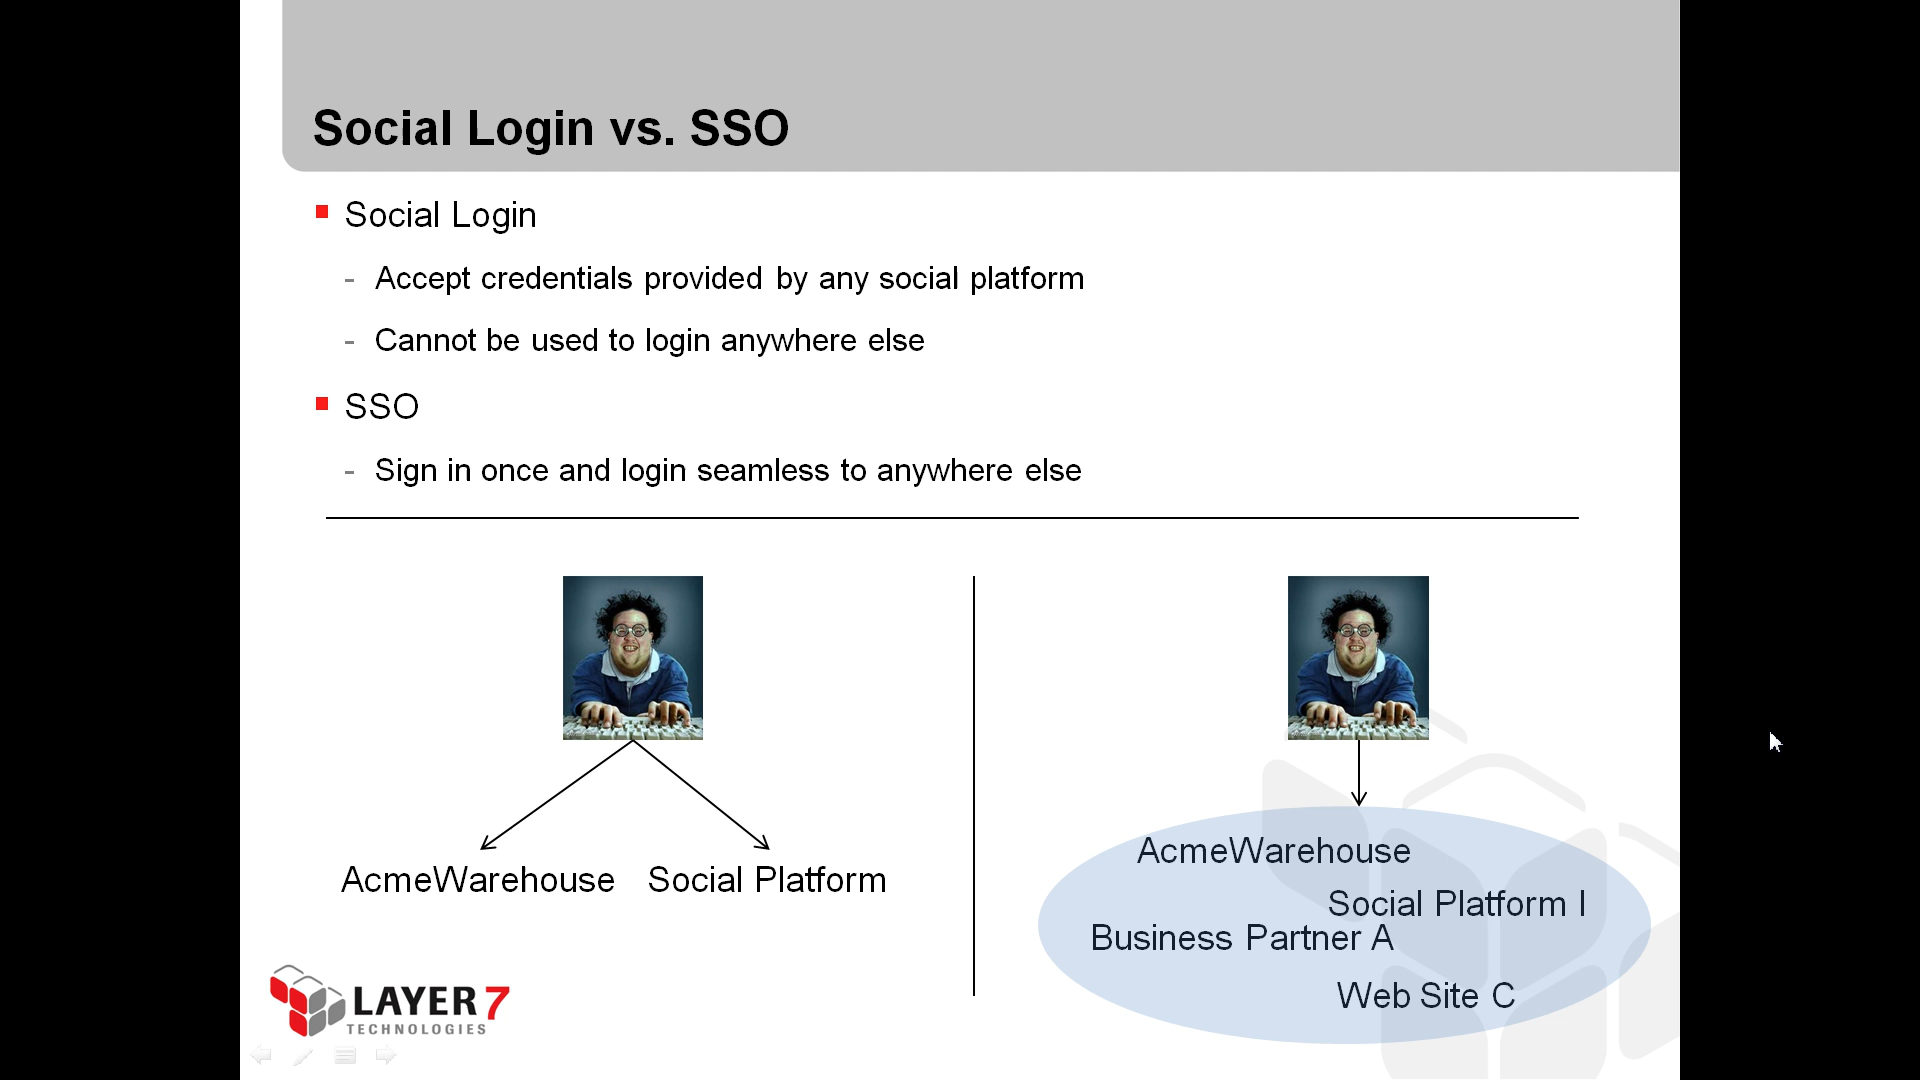 Social Login vs. SSO
Social Login
- Accept credentials provided by any social platform
- Cannot be used to login anywhere else
SSO
- Sign in once and login seamless to anywhere else
AcmeWarehouse
Social Platform
AcmeWarehouse
Social Platform I
Business Partner A
Web Site C
LAYER 7
TECHNOLOGIES